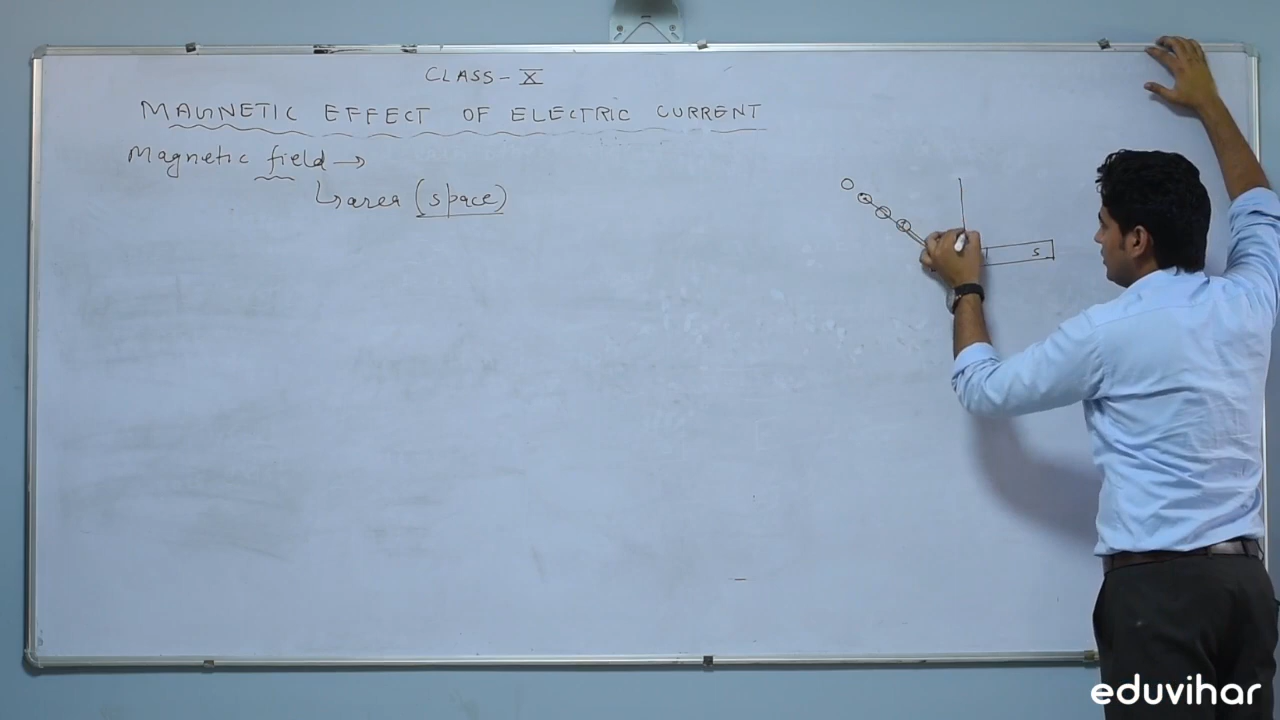 CLASS-X
MAGNETIC EFFECT OF ELECTRIC CURRENT
Magnetic field →
↳ area (space)
S
eduvihar